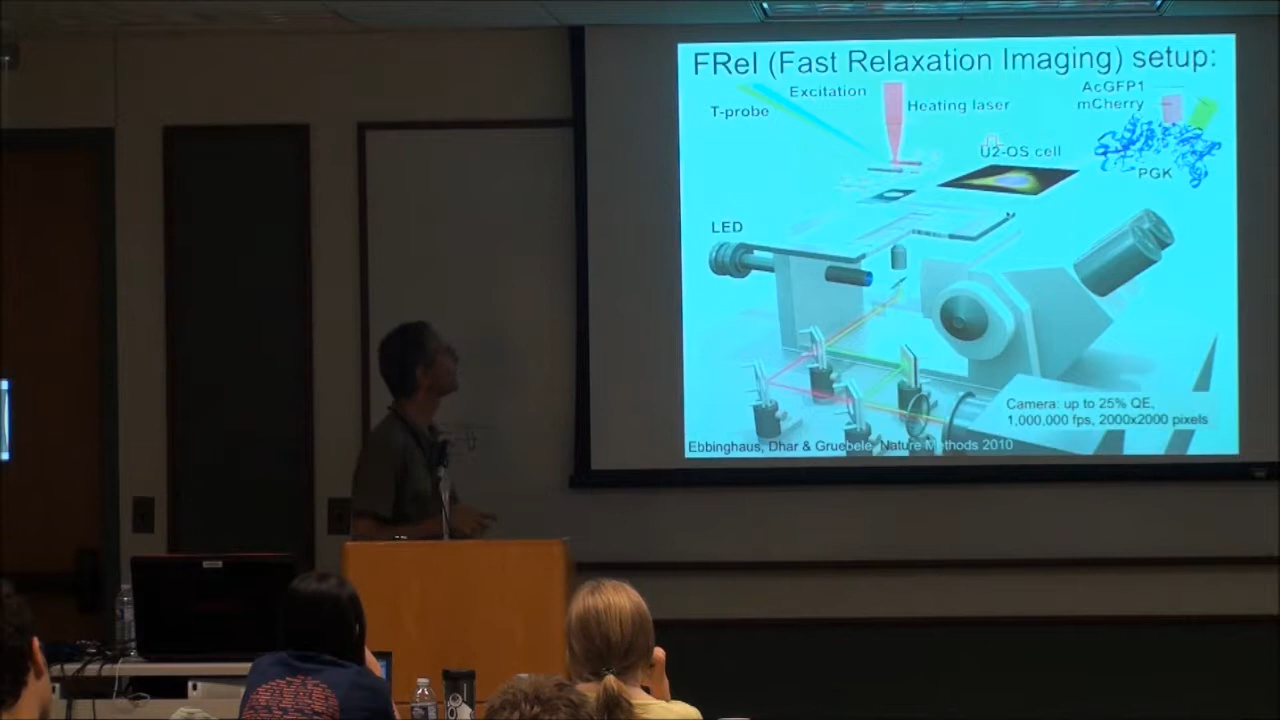 FReI (Fast Relaxation Imaging) setup:
Excitation
T-probe
Heating laser
AcGFP1
mCherry
U2-OS cell
PGK
LED
Camera: up to 25% QE,
1,000,000 fps, 2000x2000 pixels
Ebbinghaus, Dhar & Gruebele, Nature Methods 2010